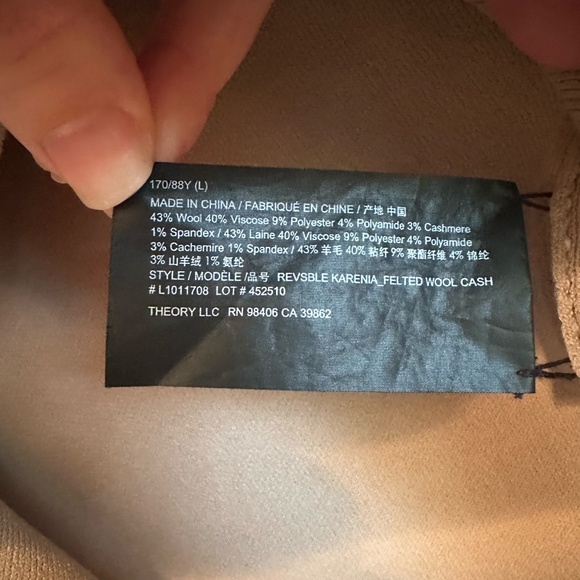 170/88Y (L)
MADE IN CHINA / FABRIQUÉ EN CHINE / 产地 中国
43% Wool 40% Viscose 9% Polyester 4% Polyamide 3% Cashmere
1% Spandex / 43% Laine 40% Viscose 9% Polyester 4% Polyamide
3% Cachemire 1% Spandex / 43% 羊毛 40% 粘纤 9% 聚酯纤维 4% 锦纶
3% 山羊绒 1% 氨纶
STYLE / MODÈLE /品号 REVSBLE KARENIA_FELTED WOOL CASH
# L1011708 LOT # 452510
THEORY LLC RN 98406 CA 39862